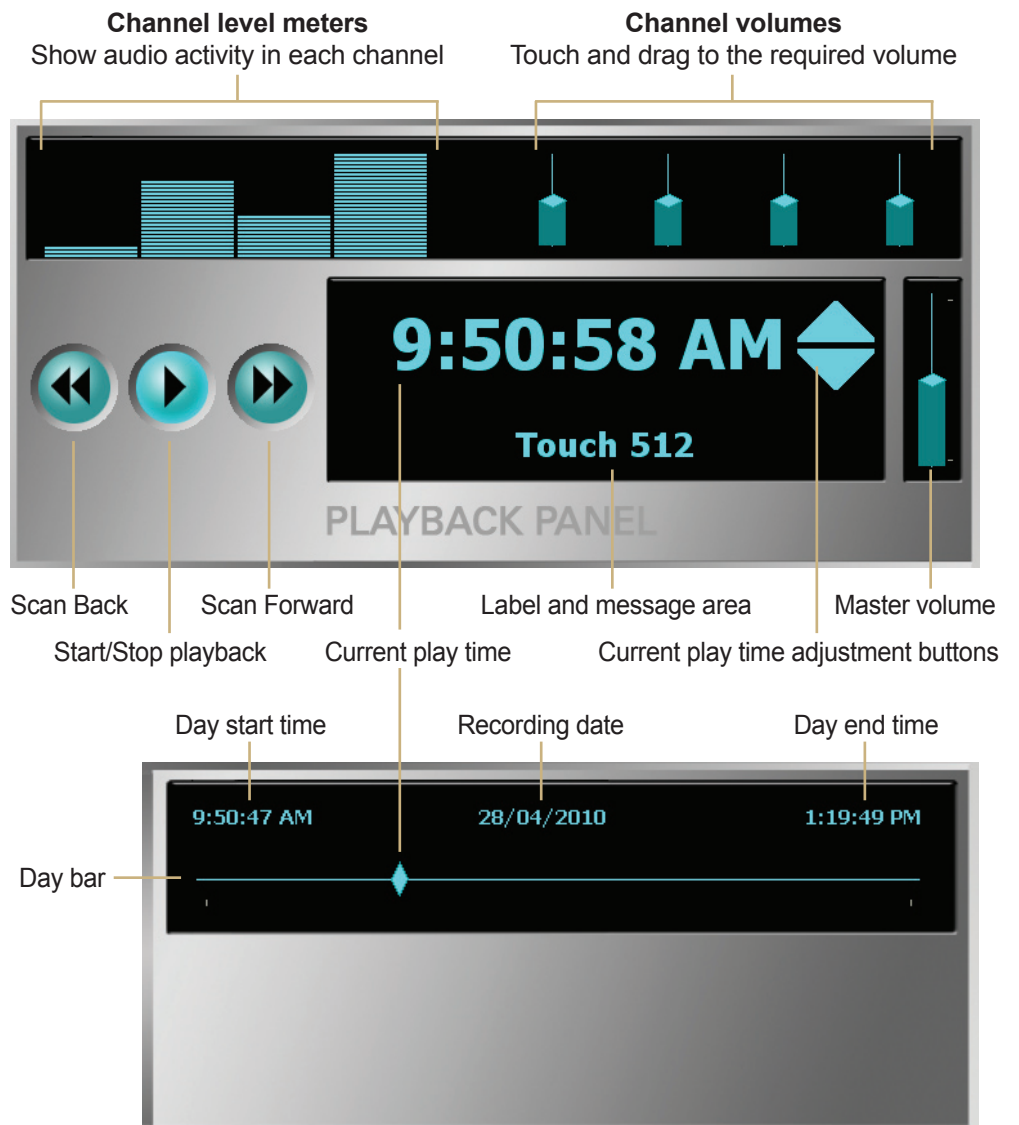 Channel level meters
Show audio activity in each channel
Channel volumes
Touch and drag to the required volume
9:50:58 AM
Touch 512
PLAYBACK PANEL
Scan Back
Scan Forward
Label and message area
Master volume
Start/Stop playback
Current play time
Current play time adjustment buttons
Day start time
Recording date
Day end time
9:50:47 AM
28/04/2010
1:19:49 PM
Day bar